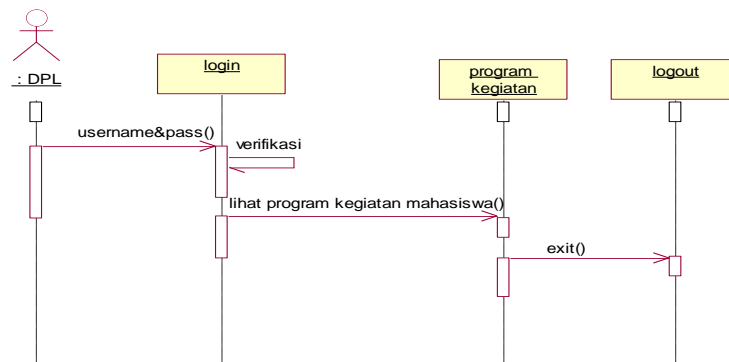 : DPL
login
program
kegiatan
logout
username&pass()
verifikasi
lihat program kegiatan mahasiswa()
exit()